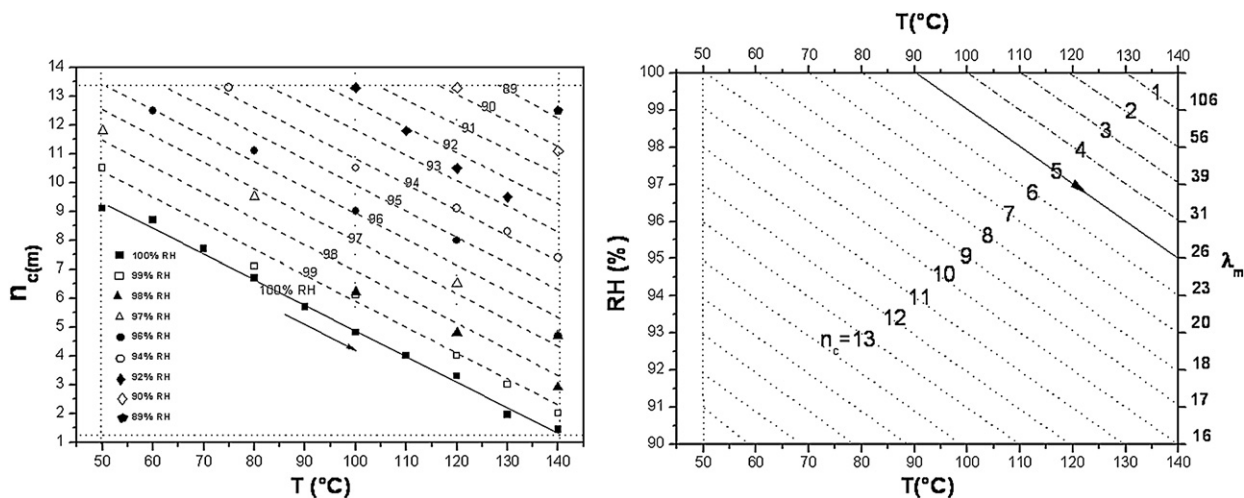 14
13
12
11
10
9
8
7
6
5
4
3
2
1
n_c(m)
89
90
91
92
93
94
95
96
97
98
99
100% RH
100% RH
99% RH
98% RH
97% RH
96% RH
94% RH
92% RH
90% RH
89% RH
50 60 70 80 90 100 110 120 130 140
T (°C)
T(°C)
50 60 70 80 90 100 110 120 130 140
100
99
98
97
96
95
94
93
92
91
90
RH (%)
1
2
3
4
5
6
7
8
9
10
11
12
n_c=13
106
56
39
31
26
23
20
18
17
16
λ_m
50 60 70 80 90 100 110 120 130 140
T(°C)